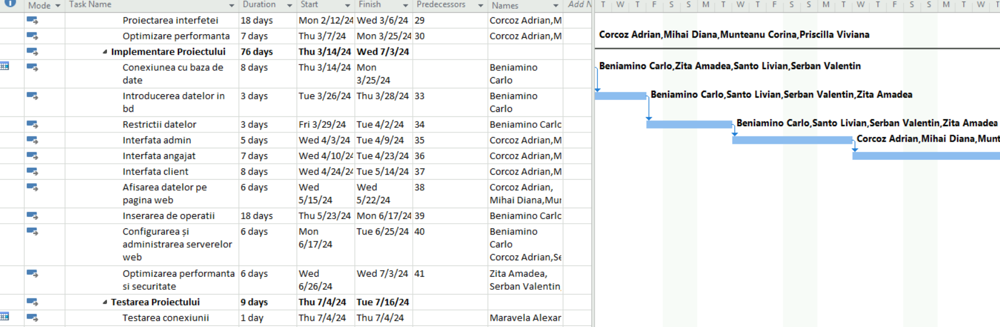 Mode Task Name Duration Start Finish Predecessors Names Add N T W T F S S M T W T F S S M T W T F S S M T W T
Proiectarea interfetei 18 days Mon 2/12/24 Wed 3/6/24 29 Corcoz Adrian,M
Optimizare performanta 7 days Thu 3/7/24 Mon 3/25/24 30 Corcoz Adrian,M Corcoz Adrian,Mihai Diana,Munteanu Corina,Priscilla Viviana
Implementare Proiectului 76 days Thu 3/14/24 Wed 7/3/24
Conexiunea cu baza de 8 days Thu 3/14/24 Mon Beniamino Beniamino Carlo,Zita Amadea,Santo Livian,Serban Valentin
date 3/25/24 Carlo
Introducerea datelor in 3 days Tue 3/26/24 Thu 3/28/24 33 Beniamino Beniamino Carlo,Santo Livian,Serban Valentin,Zita Amadea
bd Carlo
Restrictii datelor 3 days Fri 3/29/24 Tue 4/2/24 34 Beniamino Carlo Beniamino Carlo,Santo Livian,Serban Valentin,Zita Amadea
Interfata admin 5 days Wed 4/3/24 Tue 4/9/24 35 Corcoz Adrian,M Corcoz Adrian,Mihai Diana,Munt
Interfata angajat 7 days Wed 4/10/24 Tue 4/23/24 36 Corcoz Adrian,M
Interfata client 8 days Wed 4/24/24 Tue 5/14/24 37 Corcoz Adrian,M
Afisarea datelor pe 6 days Wed Wed 38 Corcoz Adrian,
pagina web 5/15/24 5/22/24 Mihai Diana,Mun
Inserarea de operatii 18 days Thu 5/23/24 Mon 6/17/24 39 Beniamino Carlo
Configurarea și 6 days Mon Tue 6/25/24 40 Beniamino
administrarea serverelor 6/17/24 Carlo
web Corcoz Adrian,Se
Optimizarea performanta 6 days Wed Wed 7/3/24 41 Zita Amadea,
si securitate 6/26/24 Serban Valentin,
Testarea Proiectului 9 days Thu 7/4/24 Tue 7/16/24
Testarea conexiunii 1 day Thu 7/4/24 Thu 7/4/24 Maravela Alexar